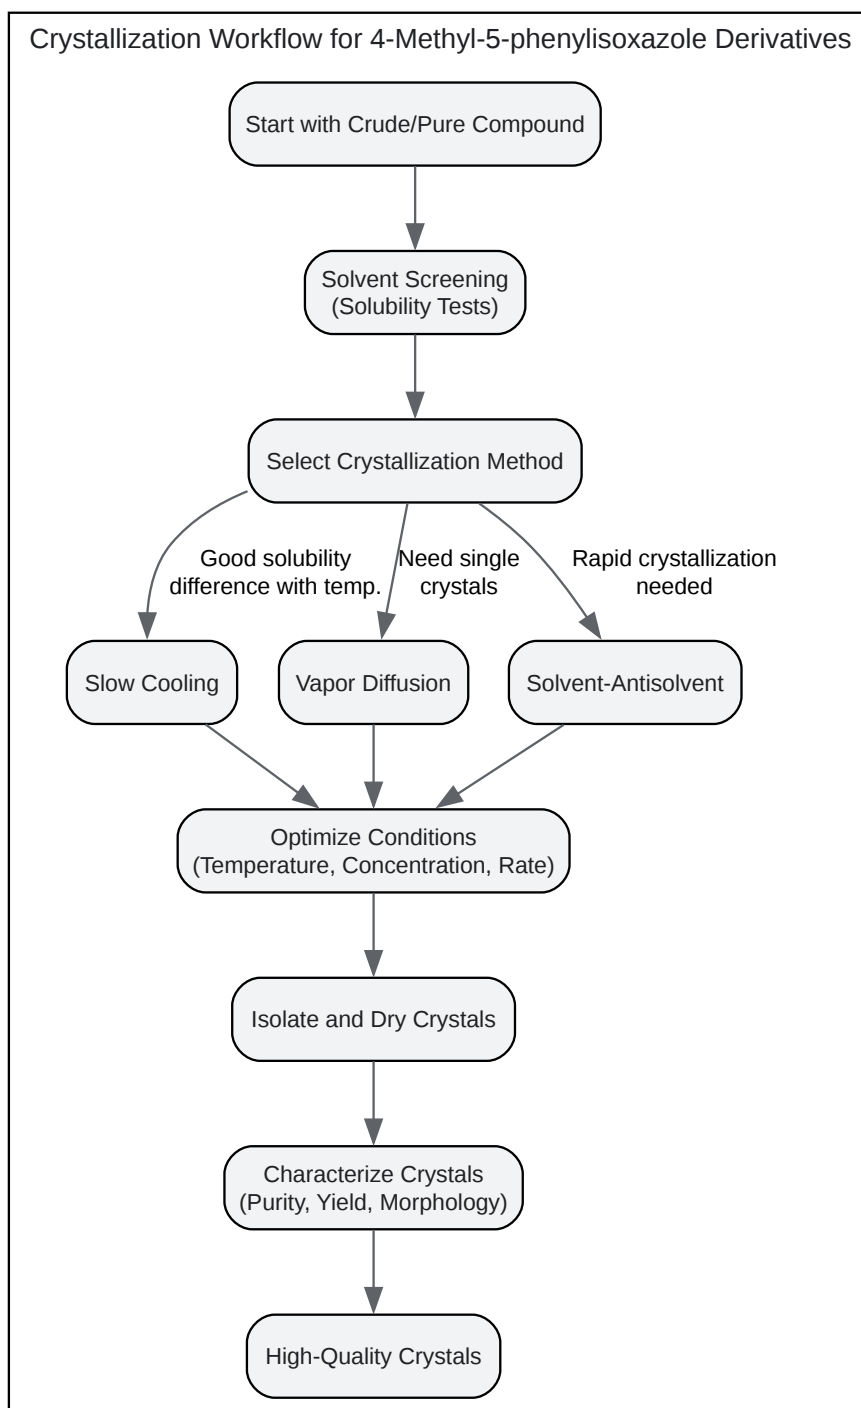 Crystallization Workflow for 4-Methyl-5-phenylisoxazole Derivatives
Start with Crude/Pure Compound
Solvent Screening
(Solubility Tests)
Select Crystallization Method
Good solubility
difference with temp.
Need single
crystals
Rapid crystallization
needed
Slow Cooling
Vapor Diffusion
Solvent-Antisolvent
Optimize Conditions
(Temperature, Concentration, Rate)
Isolate and Dry Crystals
Characterize Crystals
(Purity, Yield, Morphology)
High-Quality Crystals